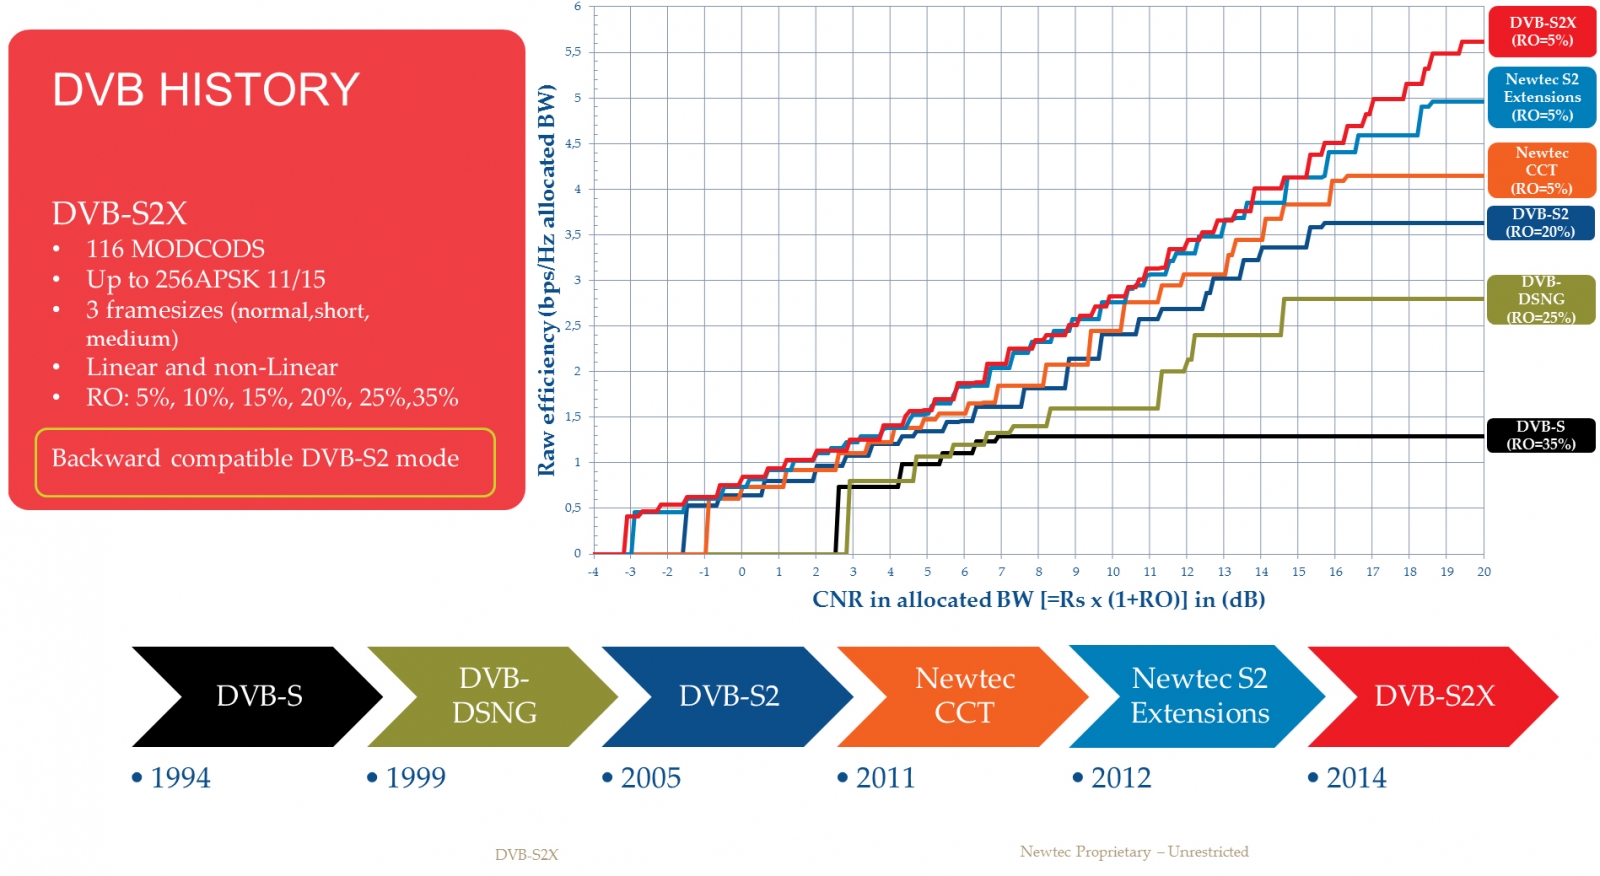 DVB HISTORY
DVB-S2X
• 116 MODCODS
• Up to 256APSK 11/15
• 3 framesizes (normal,short,
medium)
• Linear and non-Linear
• RO: 5%, 10%, 15%, 20%, 25%,35%
Backward compatible DVB-S2 mode
Raw efficiency (bps/Hz allocated BW)
6
5,5
5
4,5
4
3,5
3
2,5
2
1,5
1
0,5
0
-4 -3 -2 -1 0 1 2 3 4 5 6 7 8 9 10 11 12 13 14 15 16 17 18 19 20
CNR in allocated BW [=Rs x (1+RO)] in (dB)
DVB-S2X
(RO=5%)
Newtec S2
Extensions
(RO=5%)
Newtec
CCT
(RO=5%)
DVB-S2
(RO=20%)
DVB-
DSNG
(RO=25%)
DVB-S
(RO=35%)
DVB-S
DVB-
DSNG
DVB-S2
Newtec
CCT
Newtec S2
Extensions
DVB-S2X
• 1994
• 1999
• 2005
• 2011
• 2012
• 2014
DVB-S2X
Newtec Proprietary – Unrestricted